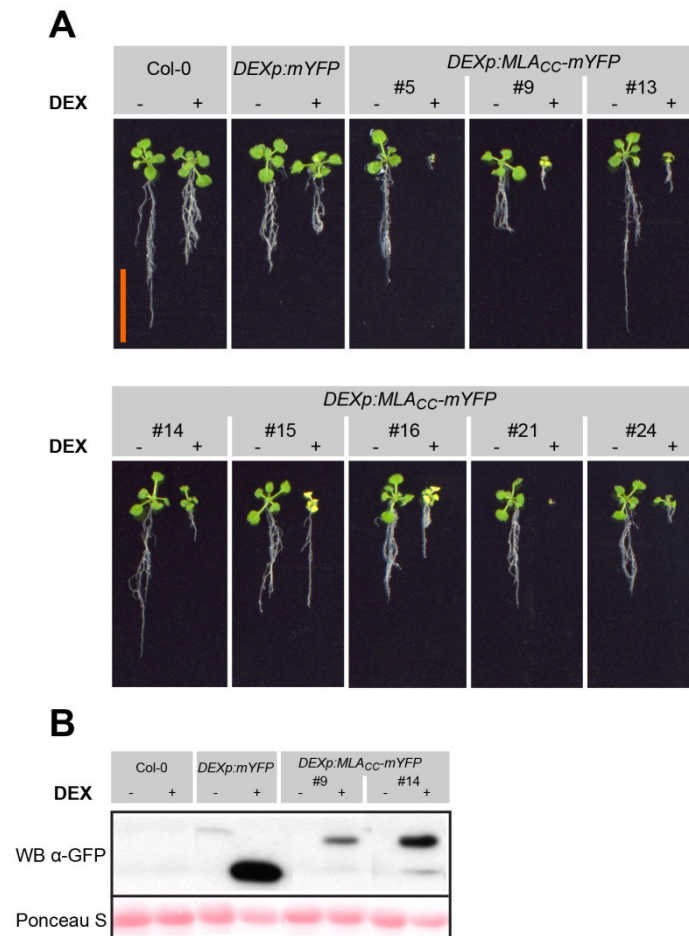 A
Col-0 DEXp:mYFP DEXp:MLACC-mYFP
#5 #9 #13
DEX - + - + - + - + - +
DEXp:MLACC-mYFP
#14 #15 #16 #21 #24
DEX - + - + - + - + - +
B
Col-0 DEXp:mYFP DEXp:MLACC-mYFP
#9 #14
DEX - + - + - + - +
WB α-GFP
Ponceau S